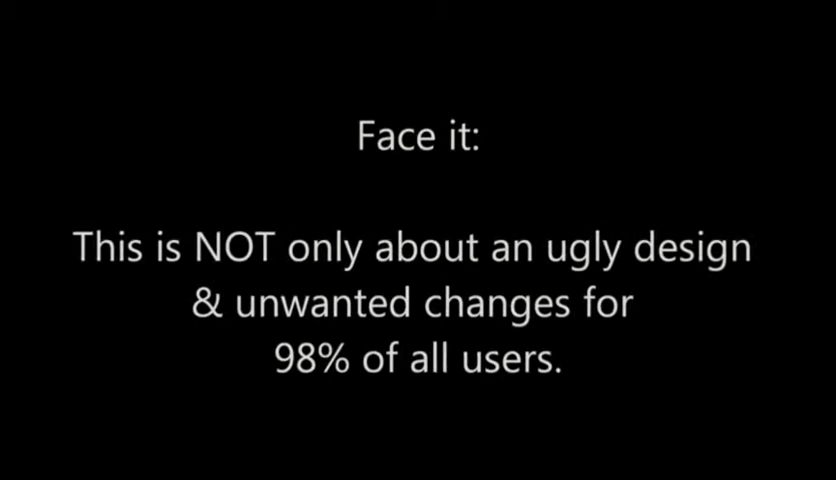 Face it:
This is NOT only about an ugly design
& unwanted changes for
98% of all users.